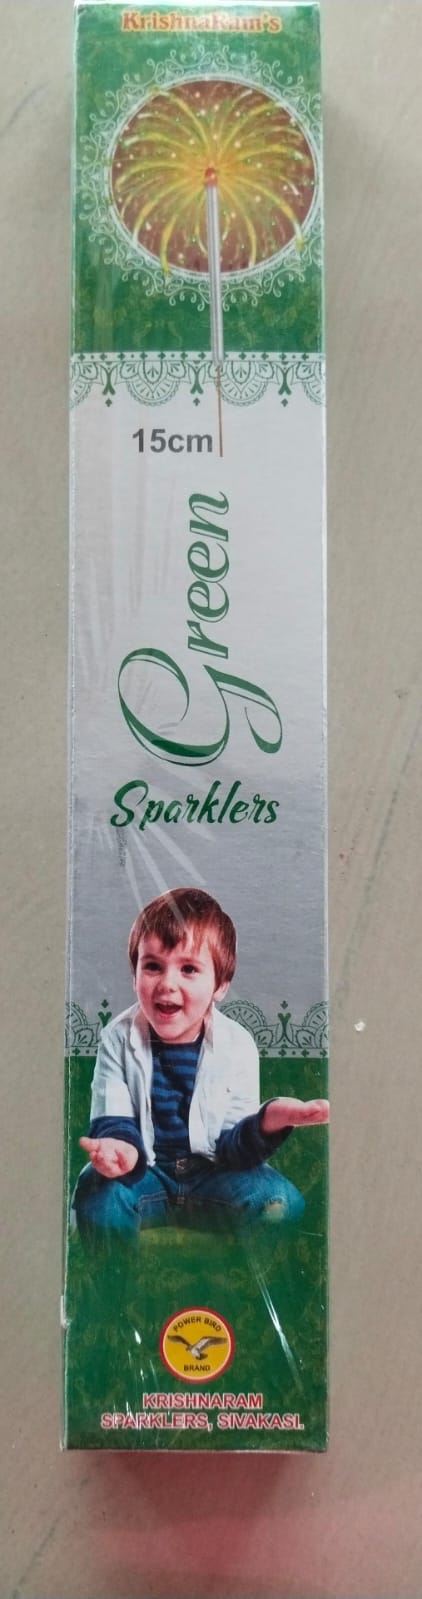 KrishnaRam's
15cm
Green
Sparklers
POWER BIRD
BRAND
KRISHNARAM
SPARKLERS, SIVAKASI.